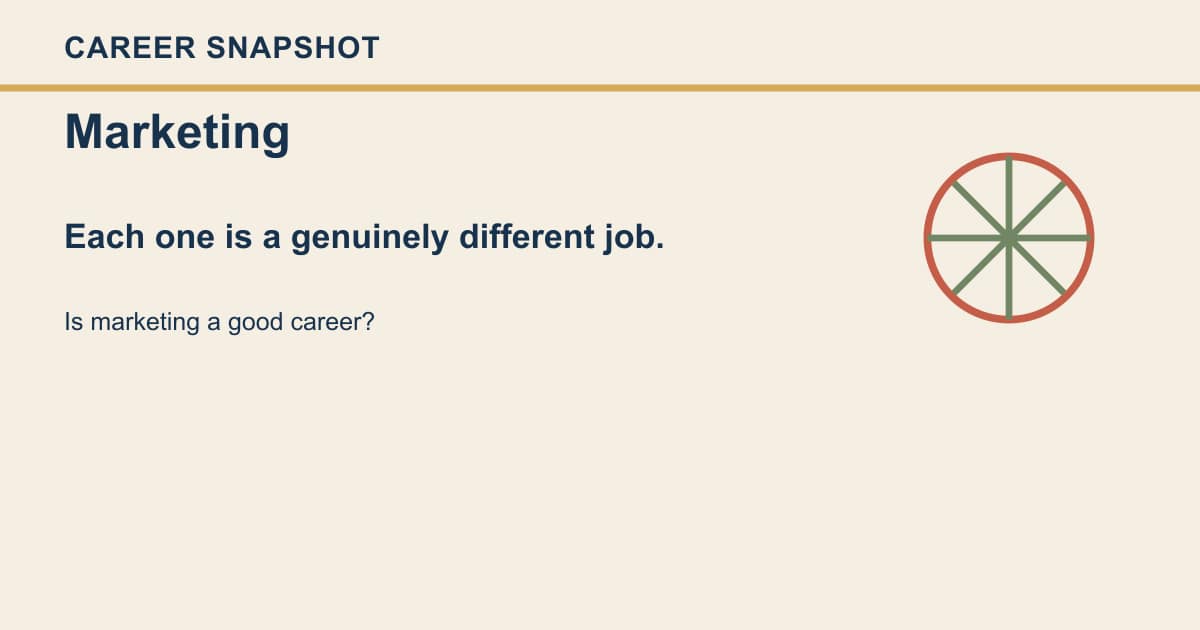 CAREER SNAPSHOT
Marketing
Each one is a genuinely different job.
Is marketing a good career?